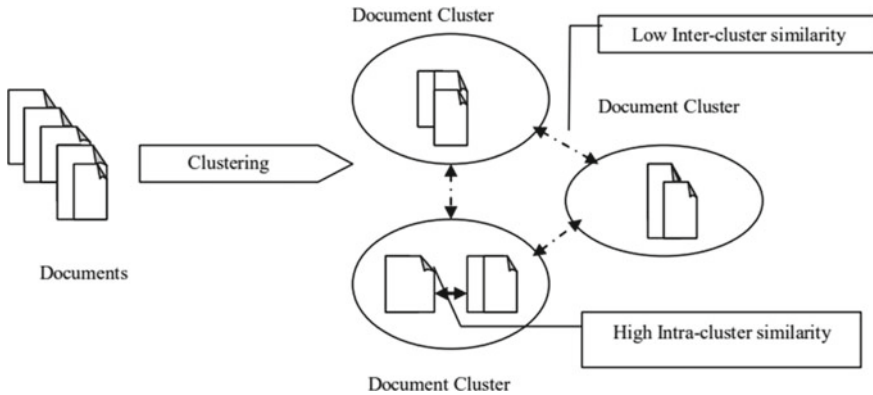 Document Cluster
Low Inter-cluster similarity
Document Cluster
Clustering
Documents
High Intra-cluster similarity
Document Cluster